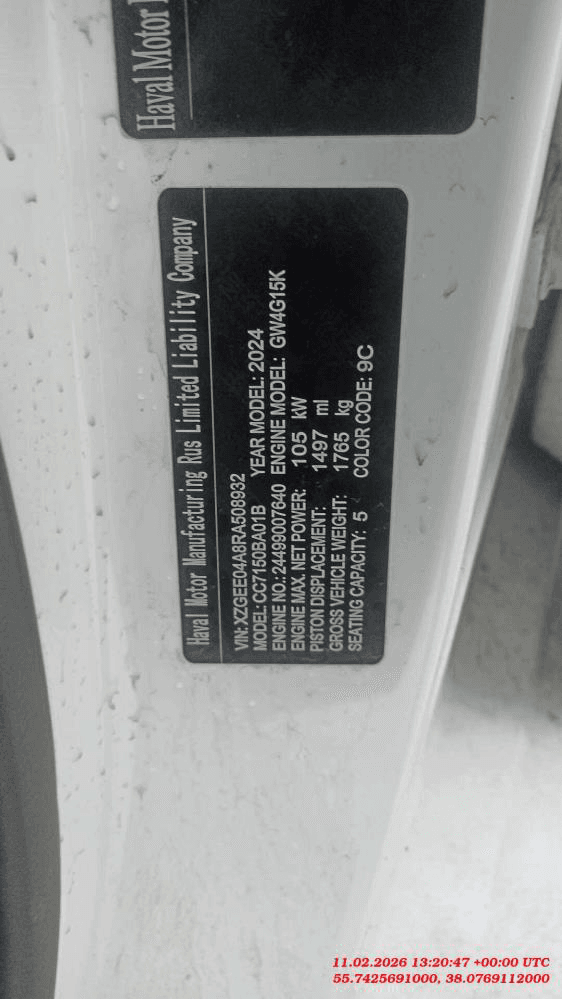 Haval Motor
Haval Motor Manufacturing Rus Limited Liability Company
VIN: XZGEE04A8RA508932
MODEL: CC7150BA01B YEAR MODEL: 2024
ENGINE NO.: 24499007640 ENGINE MODEL: GW4G15K
ENGINE MAX. NET POWER: 105 kW
PISTON DISPLACEMENT: 1497 ml
GROSS VEHICLE WEIGHT: 1765 kg
SEATING CAPACITY: 5 COLOR CODE: 9C
11.02.2026 13:20:47 +00:00 UTC
55.7425691000, 38.0769112000